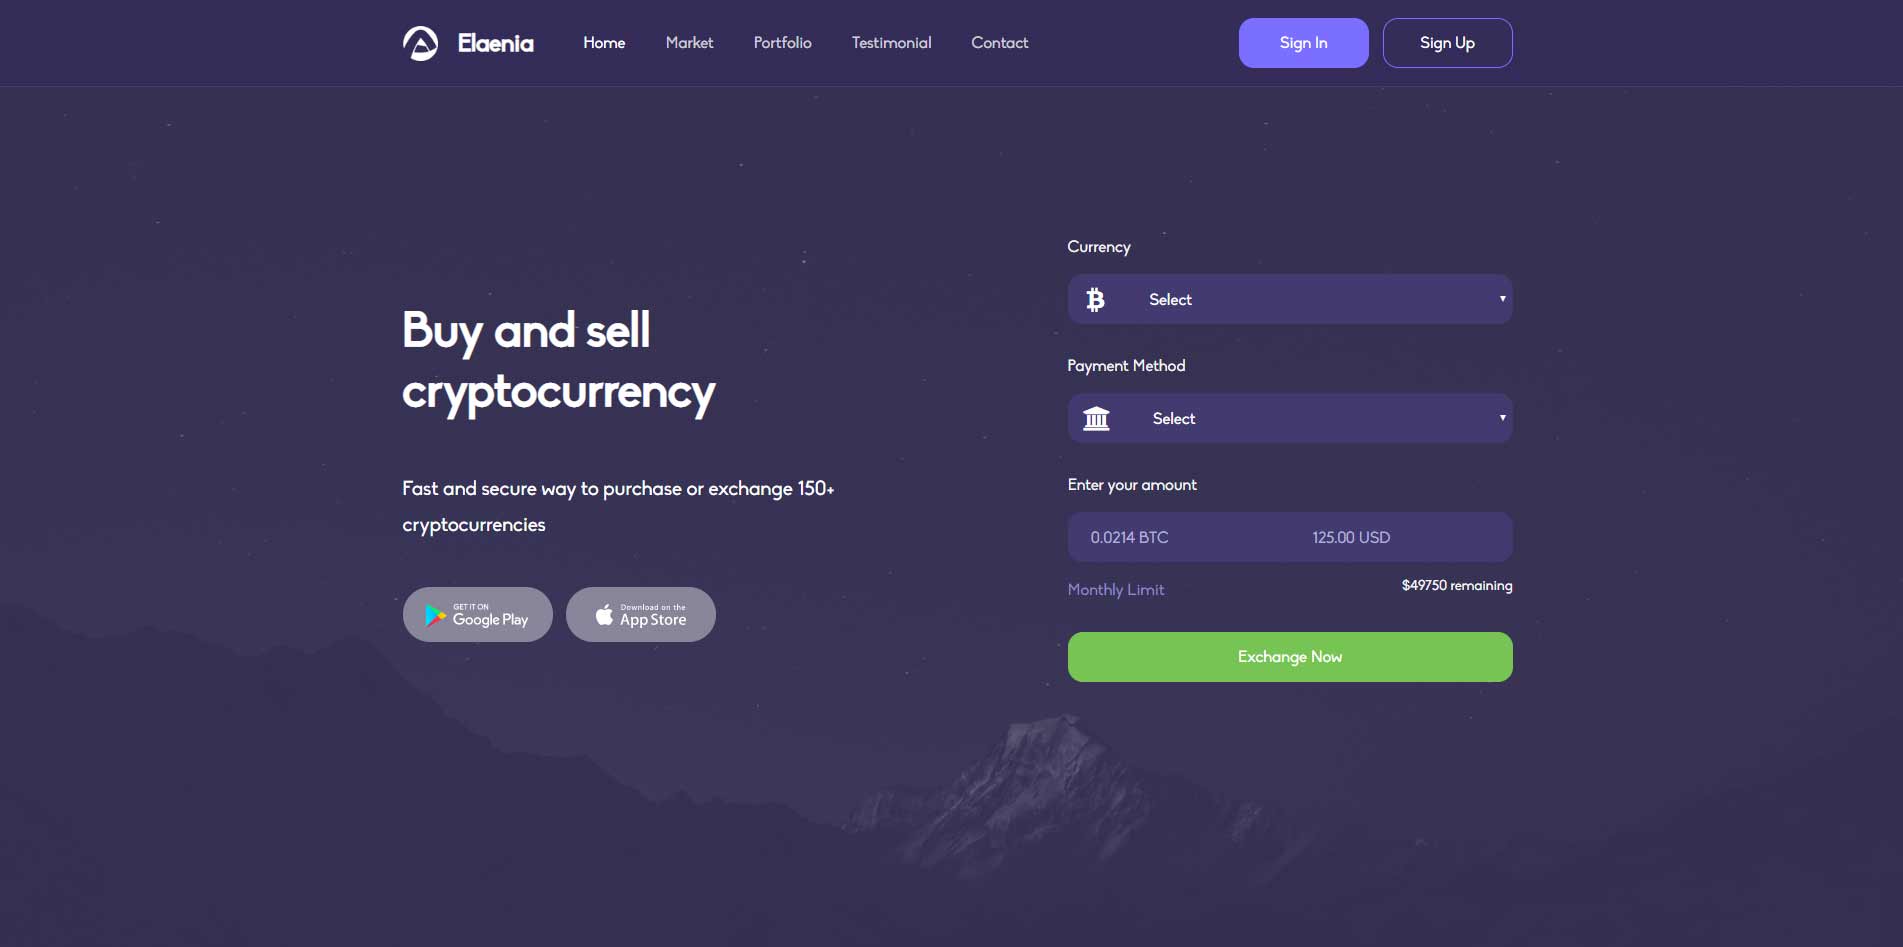 Elaenia
Home
Market
Portfolio
Testimonial
Contact
Sign In
Sign Up
Buy and sell
cryptocurrency
Fast and secure way to purchase or exchange 150+
cryptocurrencies
GET IT ON
Google Play
Download on the
App Store
Currency
Select
Payment Method
Select
Enter your amount
0.0214 BTC
125.00 USD
Monthly Limit
$49750 remaining
Exchange Now